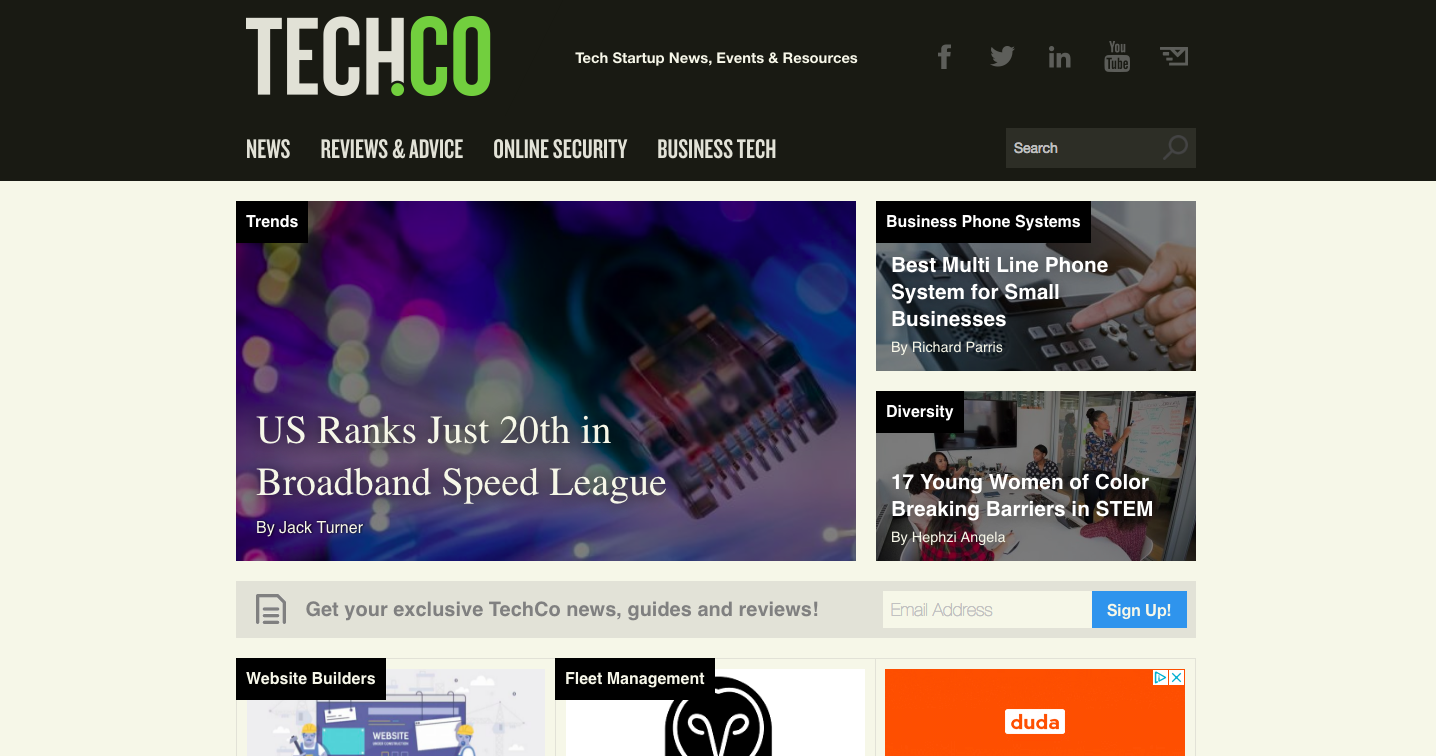 TECH.CO
Tech Startup News, Events & Resources
You
Tube
NEWS
REVIEWS & ADVICE
ONLINE SECURITY
BUSINESS TECH
Search
Trends
US Ranks Just 20th in
Broadband Speed League
By Jack Turner
Business Phone Systems
Best Multi Line Phone
System for Small
Businesses
By Richard Parris
Diversity
17 Young Women of Color
Breaking Barriers in STEM
By Hephzi Angela
Get your exclusive TechCo news, guides and reviews!
Email Address
Sign Up!
Website Builders
WEBSITE
UNDER CONSTRUCTION
Fleet Management
duda